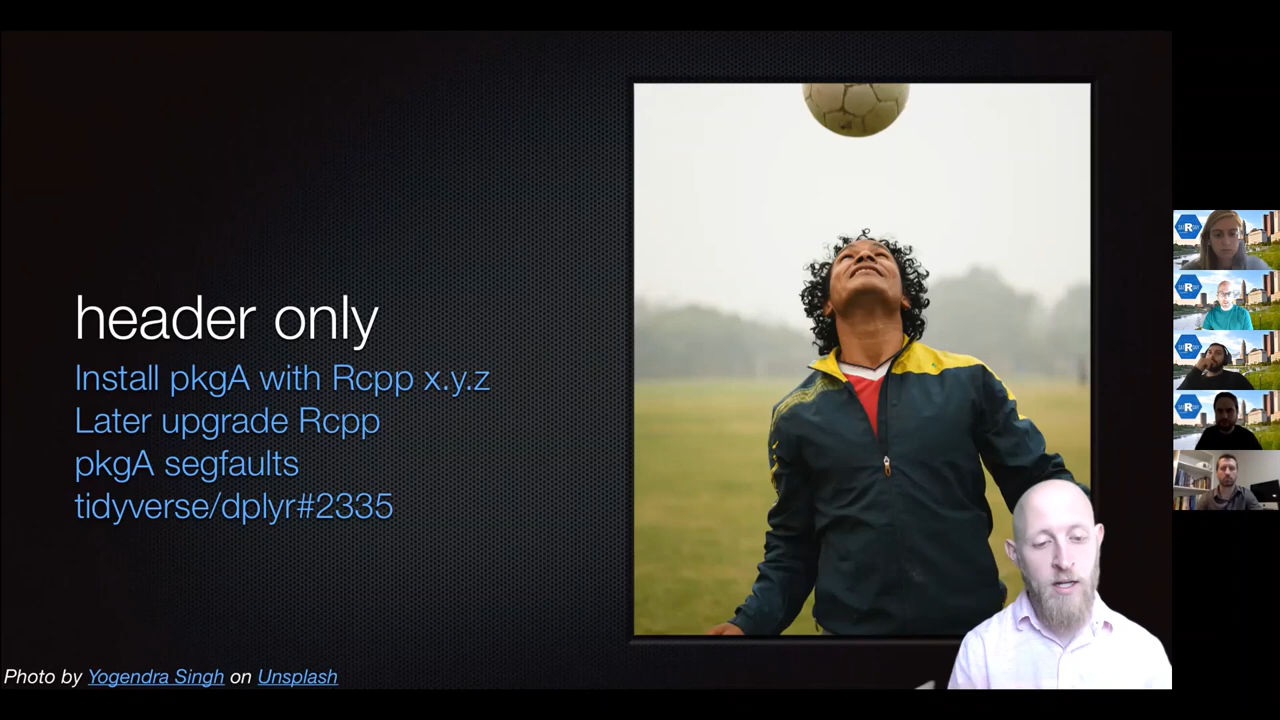 header only
Install pkgA with Rcpp x.y.z
Later upgrade Rcpp
pkgA segfaults
tidyverse/dplyr#2335
Photo by Yogendra Singh on Unsplash